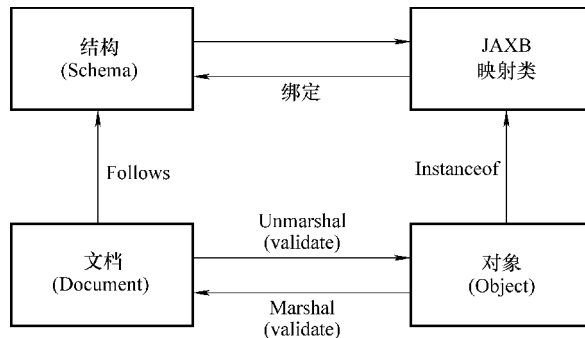 结构
(Schema)
JAXB
映射类
绑定
Follows
Instanceof
Unmarshal
(validate)
文档
(Document)
对象
(Object)
Marshal
(validate)